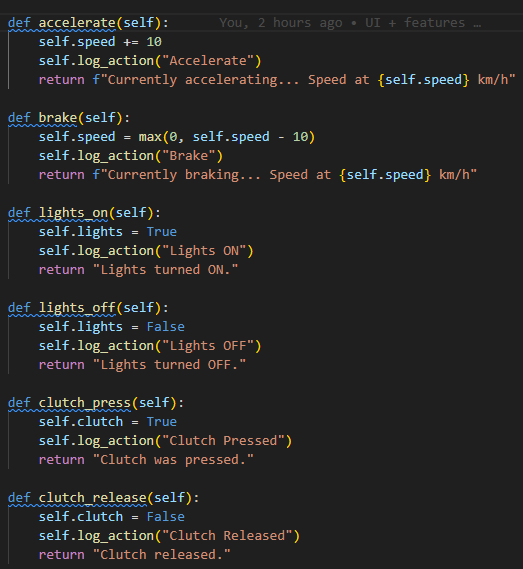 def accelerate(self): You, 2 hours ago • UI + features …
    self.speed += 10
    self.log_action("Accelerate")
    return f"Currently accelerating... Speed at {self.speed} km/h"

def brake(self):
    self.speed = max(0, self.speed - 10)
    self.log_action("Brake")
    return f"Currently braking... Speed at {self.speed} km/h"

def lights_on(self):
    self.lights = True
    self.log_action("Lights ON")
    return "Lights turned ON."

def lights_off(self):
    self.lights = False
    self.log_action("Lights OFF")
    return "Lights turned OFF."

def clutch_press(self):
    self.clutch = True
    self.log_action("Clutch Pressed")
    return "Clutch was pressed."

def clutch_release(self):
    self.clutch = False
    self.log_action("Clutch Released")
    return "Clutch released."